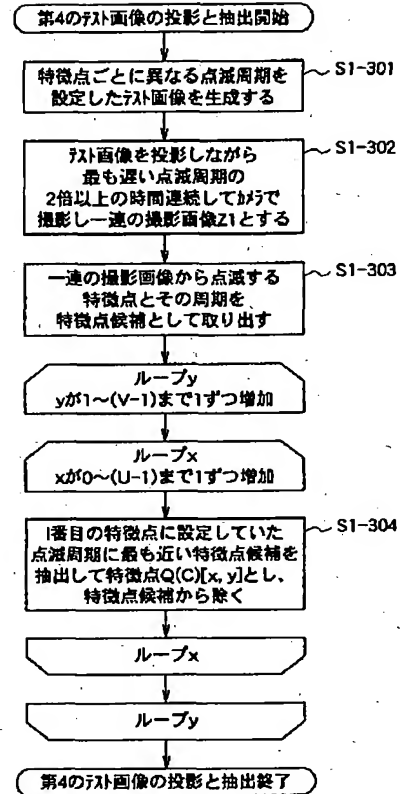 第4のテスト画像の投影と抽出開始
特徴点ごとに異なる点滅周期を
設定したテスト画像を生成する
S1-301
テスト画像を投影しながら
最も遅い点滅周期の
2倍以上の時間連続してカメラで
撮影し一連の撮影画像Z1とする
S1-302
一連の撮影画像から点滅する
特徴点とその周期を
特徴点候補として取り出す
S1-303
ループy
yが1〜(V-1)まで1ずつ増加
ループx
xが0〜(U-1)まで1ずつ増加
I番目の特徴点に設定していた
点滅周期に最も近い特徴点候補を
抽出して特徴点Q(C)[x, y]とし、
特徴点候補から除く
S1-304
ループx
ループy
第4のテスト画像の投影と抽出終了